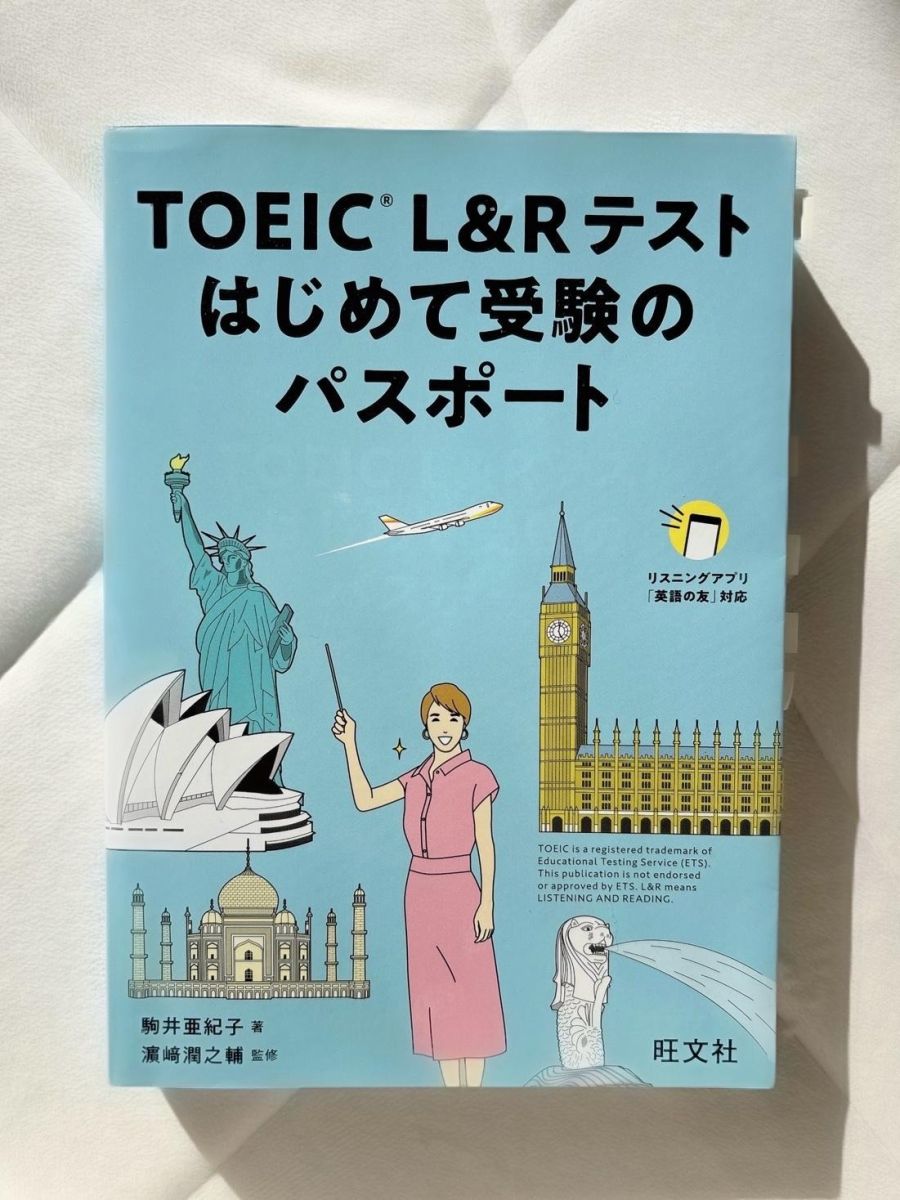 TOEIC® L&Rテスト
はじめて受験の
パスポート
リスニングアプリ
「英語の友」対応
TOEIC is a registered trademark of
Educational Testing Service (ETS).
This publication is not endorsed
or approved by ETS. L&R means
LISTENING AND READING.
駒井亜紀子 著
濵﨑潤之輔 監修
旺文社